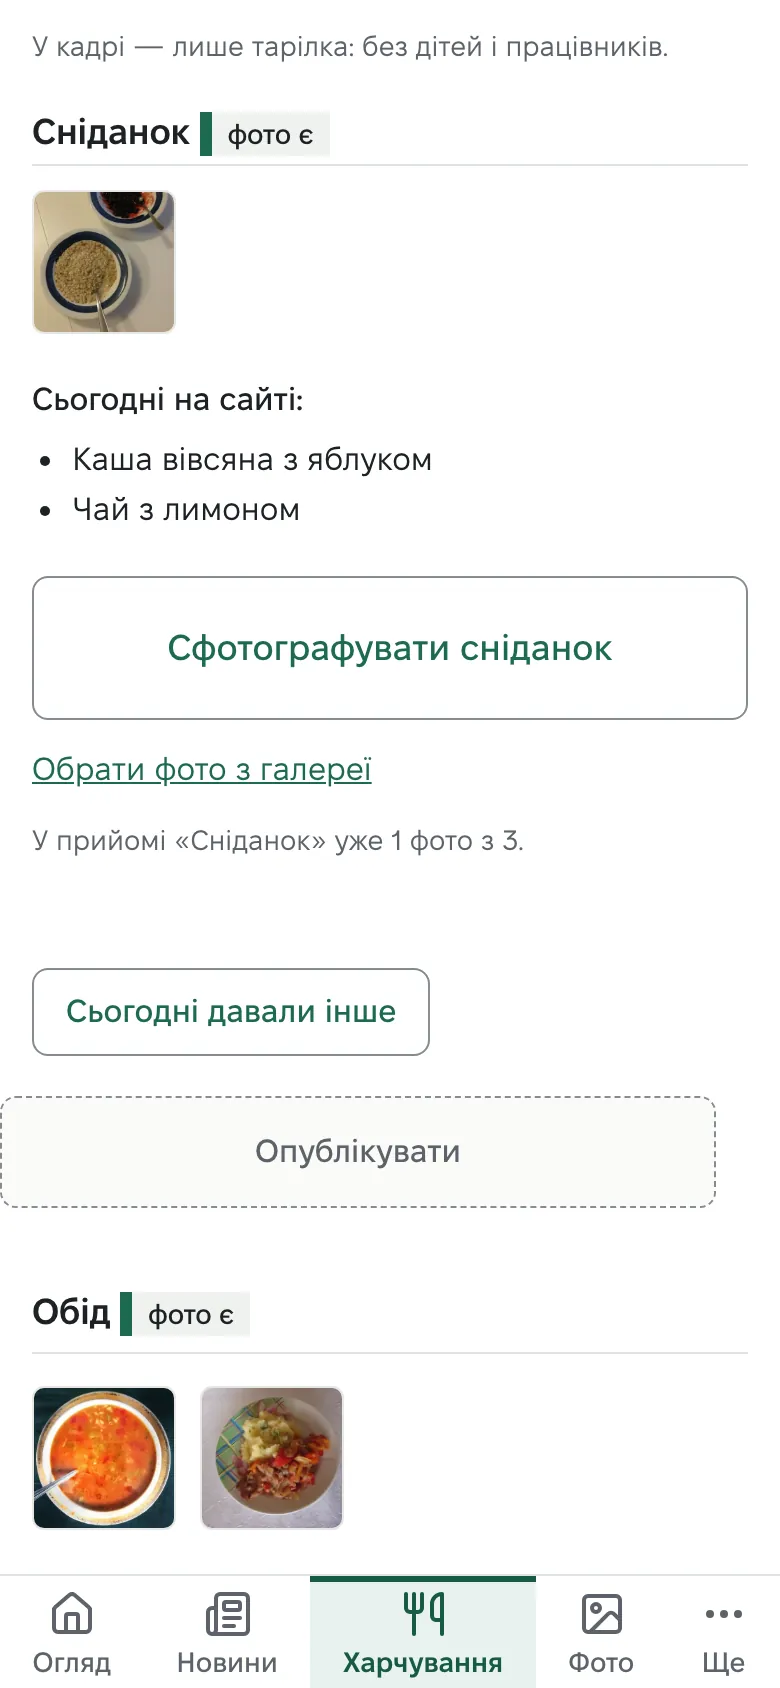 У кадрі — лише тарілка: без дітей і працівників.
Сніданок фото є
Сьогодні на сайті:
• Каша вівсяна з яблуком
• Чай з лимоном
Сфотографувати сніданок
Обрати фото з галереї
У прийомі «Сніданок» уже 1 фото з 3.
Сьогодні давали інше
Опублікувати
Обід фото є
Огляд Новини Харчування Фото Ще